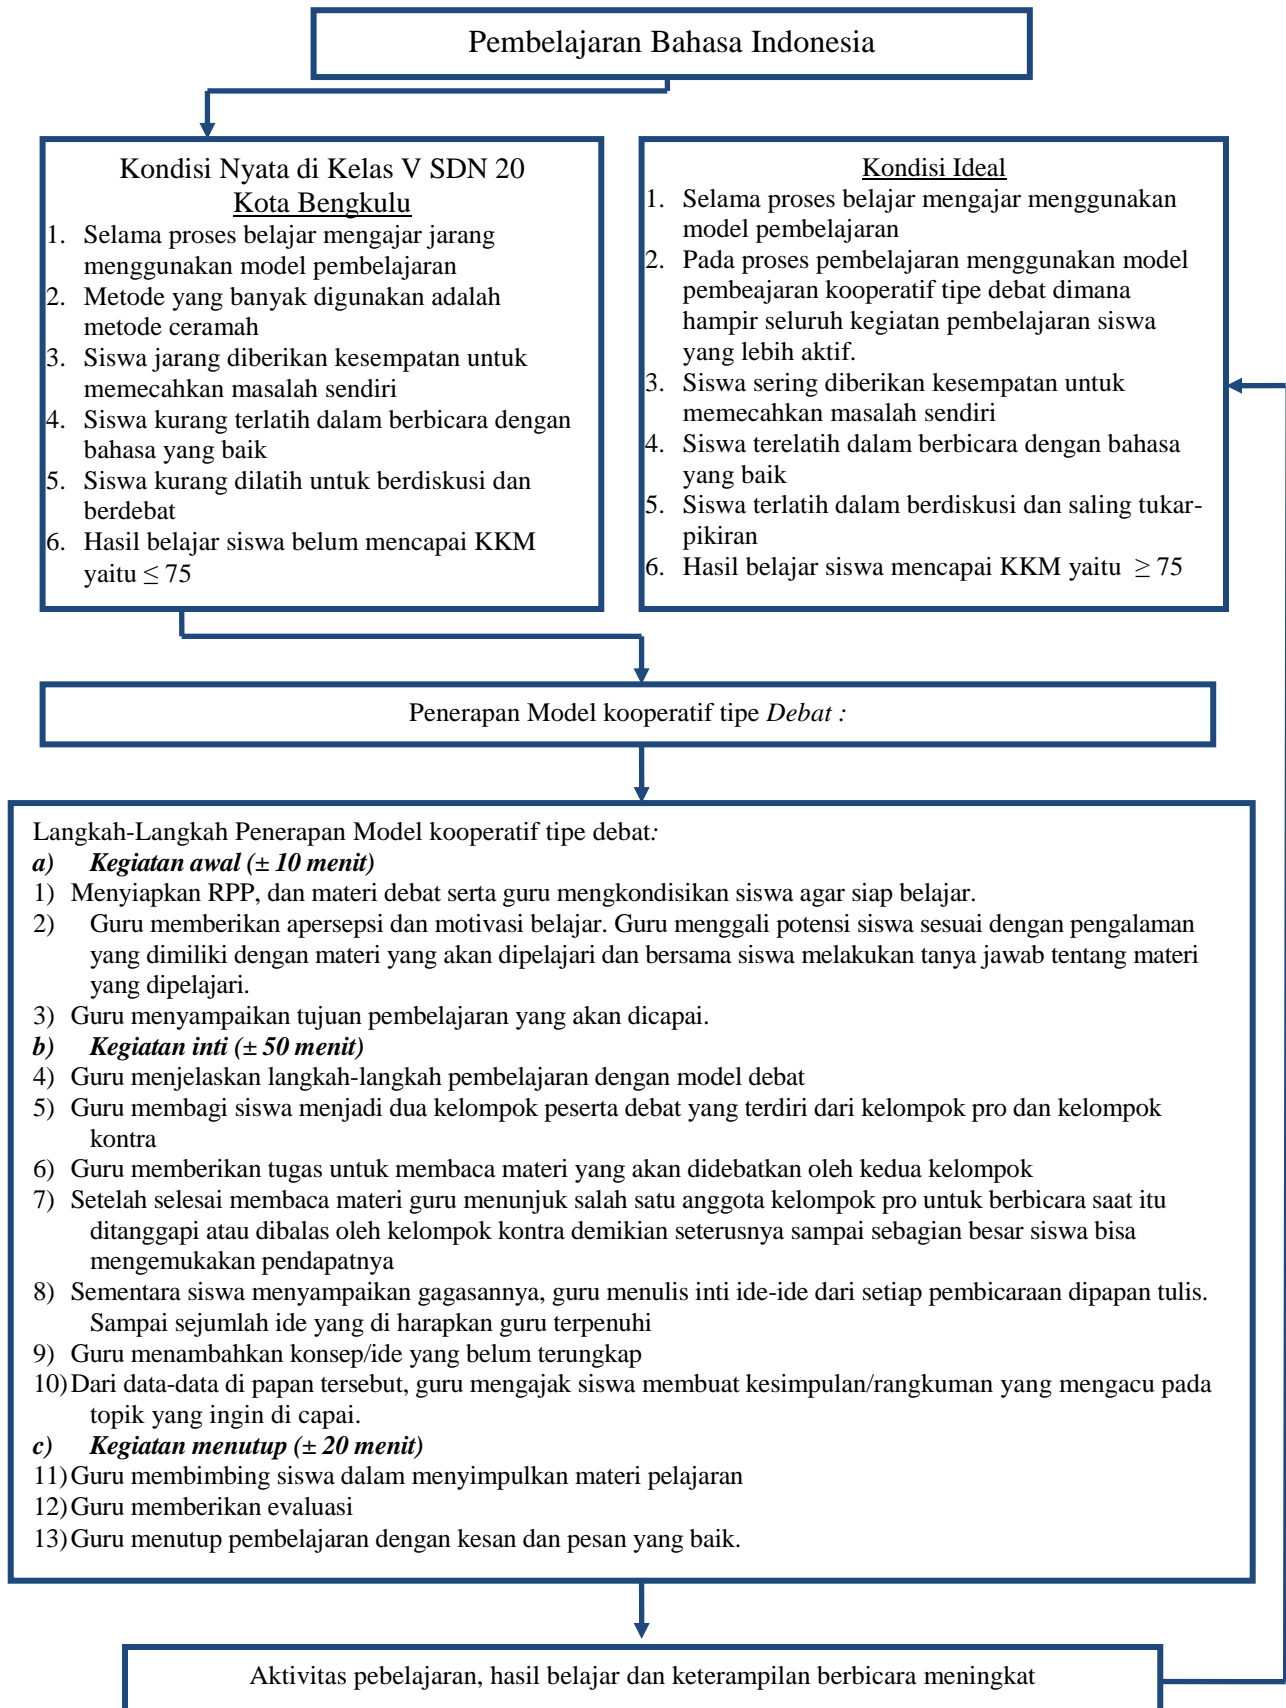 Pembelajaran Bahasa Indonesia
Kondisi Nyata di Kelas V SDN 20
Kota Bengkulu
1. Selama proses belajar mengajar jarang
menggunakan model pembelajaran
2. Metode yang banyak digunakan adalah
metode ceramah
3. Siswa jarang diberikan kesempatan untuk
memecahkan masalah sendiri
4. Siswa kurang terlatih dalam berbicara dengan
bahasa yang baik
5. Siswa kurang dilatih untuk berdiskusi dan
berdebat
6. Hasil belajar siswa belum mencapai KKM
yaitu ≤ 75
Kondisi Ideal
1. Selama proses belajar mengajar menggunakan
model pembelajaran
2. Pada proses pembelajaran menggunakan model
pembeajaran kooperatif tipe debat dimana
hampir seluruh kegiatan pembelajaran siswa
yang lebih aktif.
3. Siswa sering diberikan kesempatan untuk
memecahkan masalah sendiri
4. Siswa terelatih dalam berbicara dengan bahasa
yang baik
5. Siswa terlatih dalam berdiskusi dan saling tukar-
pikiran
6. Hasil belajar siswa mencapai KKM yaitu ≥ 75
Penerapan Model kooperatif tipe Debat :
Langkah-Langkah Penerapan Model kooperatif tipe debat:
a) Kegiatan awal (± 10 menit)
1) Menyiapkan RPP, dan materi debat serta guru mengkondisikan siswa agar siap belajar.
2) Guru memberikan apersepsi dan motivasi belajar. Guru menggali potensi siswa sesuai dengan pengalaman
yang dimiliki dengan materi yang akan dipelajari dan bersama siswa melakukan tanya jawab tentang materi
yang dipelajari.
3) Guru menyampaikan tujuan pembelajaran yang akan dicapai.
b) Kegiatan inti (± 50 menit)
4) Guru menjelaskan langkah-langkah pembelajaran dengan model debat
5) Guru membagi siswa menjadi dua kelompok peserta debat yang terdiri dari kelompok pro dan kelompok
kontra
6) Guru memberikan tugas untuk membaca materi yang akan didebatkan oleh kedua kelompok
7) Setelah selesai membaca materi guru menunjuk salah satu anggota kelompok pro untuk berbicara saat itu
ditanggapi atau dibalas oleh kelompok kontra demikian seterusnya sampai sebagian besar siswa bisa
mengemukakan pendapatnya
8) Sementara siswa menyampaikan gagasannya, guru menulis inti ide-ide dari setiap pembicaraan dipapan tulis.
Sampai sejumlah ide yang di harapkan guru terpenuhi
9) Guru menambahkan konsep/ide yang belum terungkap
10) Dari data-data di papan tersebut, guru mengajak siswa membuat kesimpulan/rangkuman yang mengacu pada
topik yang ingin di capai.
c) Kegiatan menutup (± 20 menit)
11) Guru membimbing siswa dalam menyimpulkan materi pelajaran
12) Guru memberikan evaluasi
13) Guru menutup pembelajaran dengan kesan dan pesan yang baik.
Aktivitas pebelajaran, hasil belajar dan keterampilan berbicara meningkat